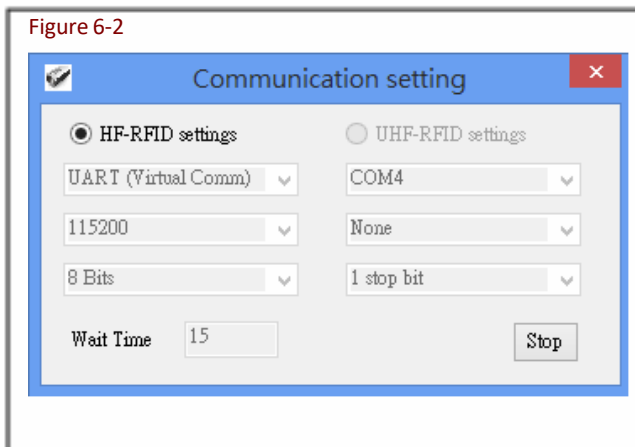 Figure 6-2
Communication setting
HF-RFID settings
UHF-RFID settings
UART (Virtual Comm)
COM4
115200
None
8 Bits
1 stop bit
Wait Time
15
Stop